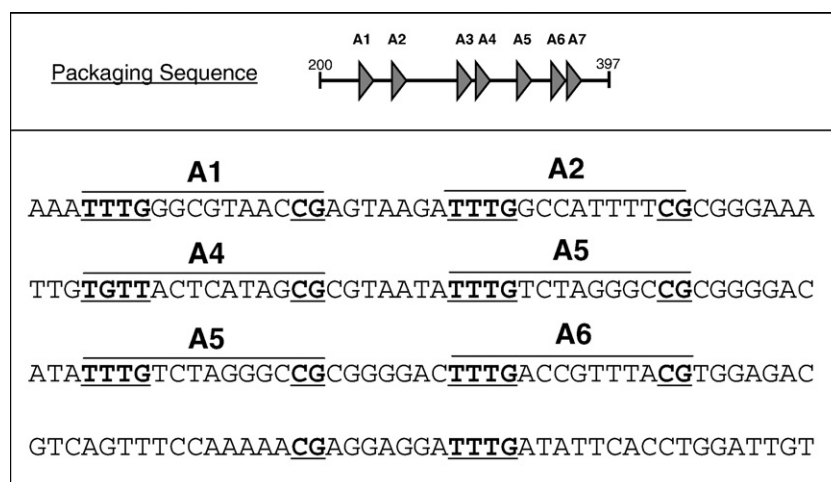 A1 A2 A3 A4 A5 A6 A7
Packaging Sequence
200 397
A1 A2
AAATTTGGGCGTAACCGAGTAAGATTTGGCCATTTTCGCGGGAAA
A4 A5
TTGTGTTACTCATAGCGCGTAATATTTGTCTAGGGCCGCGGGGAC
A5 A6
ATATTTGTCTAGGGCCGCGGGGACTTTGACCGTTTACGTGGAGAC
GTCAGTTTCCAAAAACGAGGAGGATTTGATATTCACCTGGATTGT